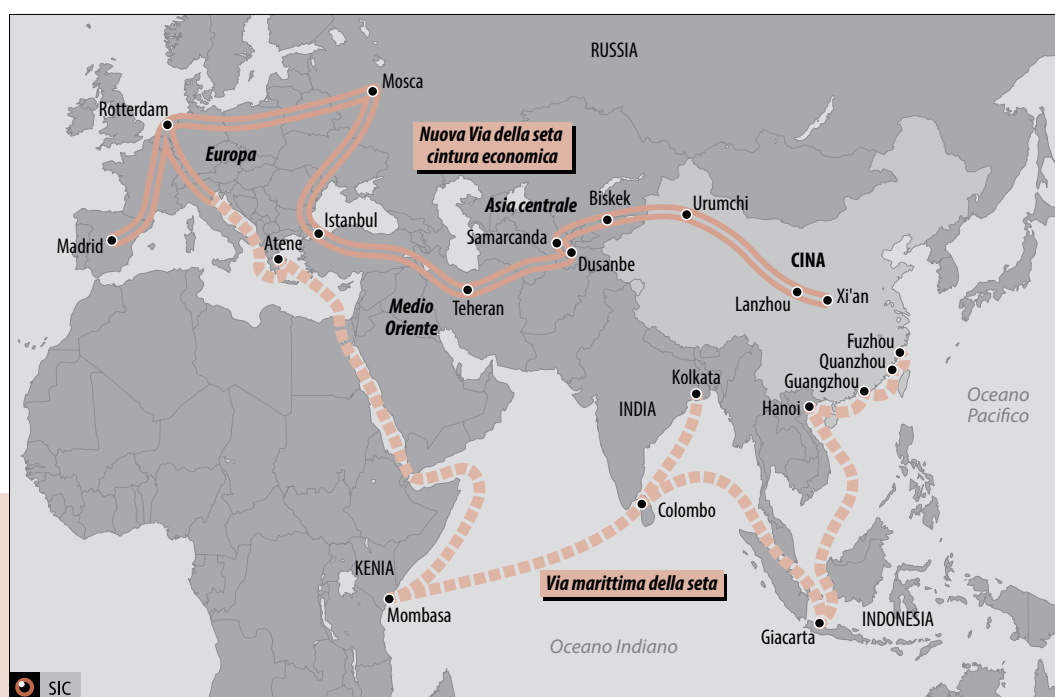 RUSSIA
Mosca
Rotterdam
Nuova Via della seta
cintura economica
Europa
Asia centrale
Biskek
Urumchi
Istanbul
Madrid
Atene
Samarcanda
Dusanbe
CINA
Medio
Oriente
Teheran
Lanzhou
Xi'an
Fuzhou
Quanzhou
Guangzhou
Kolkata
Hanoi
INDIA
Oceano
Pacifico
Colombo
KENIA
Via marittima della seta
Mombasa
INDONESIA
Giacarta
Oceano Indiano
SIC